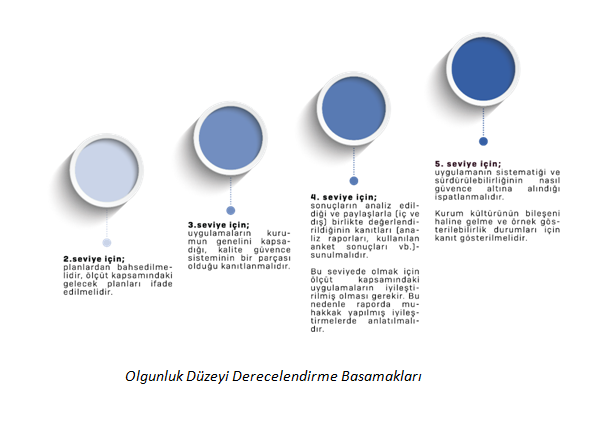 2.seviye için;
planlardan bahsedilme-
lidir, ölçüt kapsamındaki
gelecek planları ifade
edilmelidir.
3.seviye için;
uygulamaların kuru-
mun genelini kapsa-
dığı, kalite güvence
sisteminin bir parçası
olduğu kanıtlanmalıdır.
4. seviye için;
sonuçların analiz edil-
diği ve paylaşlarla (iç ve
dış) birlikte değerlendi-
rildiğinin kanıtları (ana-
liz raporları, kullanılan
anket sonuçları vb.)-
sunulmalıdır.
Bu seviyede olmak için
ölçüt kapsamındaki
uygulamaların iyileşti-
rilmiş olması gerekir. Bu
nedenle raporda mu-
hakkak yapılmış iyileş-
tirmelerde anlatılmalı-
dır.
5. seviye için;
uygulamanın sistematiği ve
sürdürülebilirliğinin nasıl
güvence altına alındığı
ispatlanmalıdır.
Kurum kültürünün bileşeni
haline gelme ve örnek gös-
terilebilirlik durumları için
kanıt gösterilmelidir.
Olgunluk Düzeyi Derecelendirme Basamakları